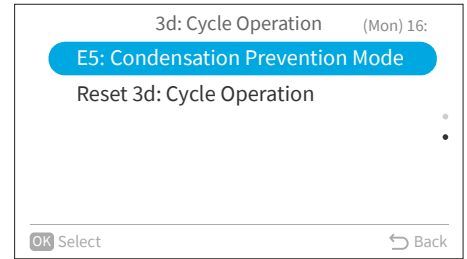 3d: Cycle Operation (Mon) 16:
E5: Condensation Prevention Mode
Reset 3d: Cycle Operation
OK Select Back